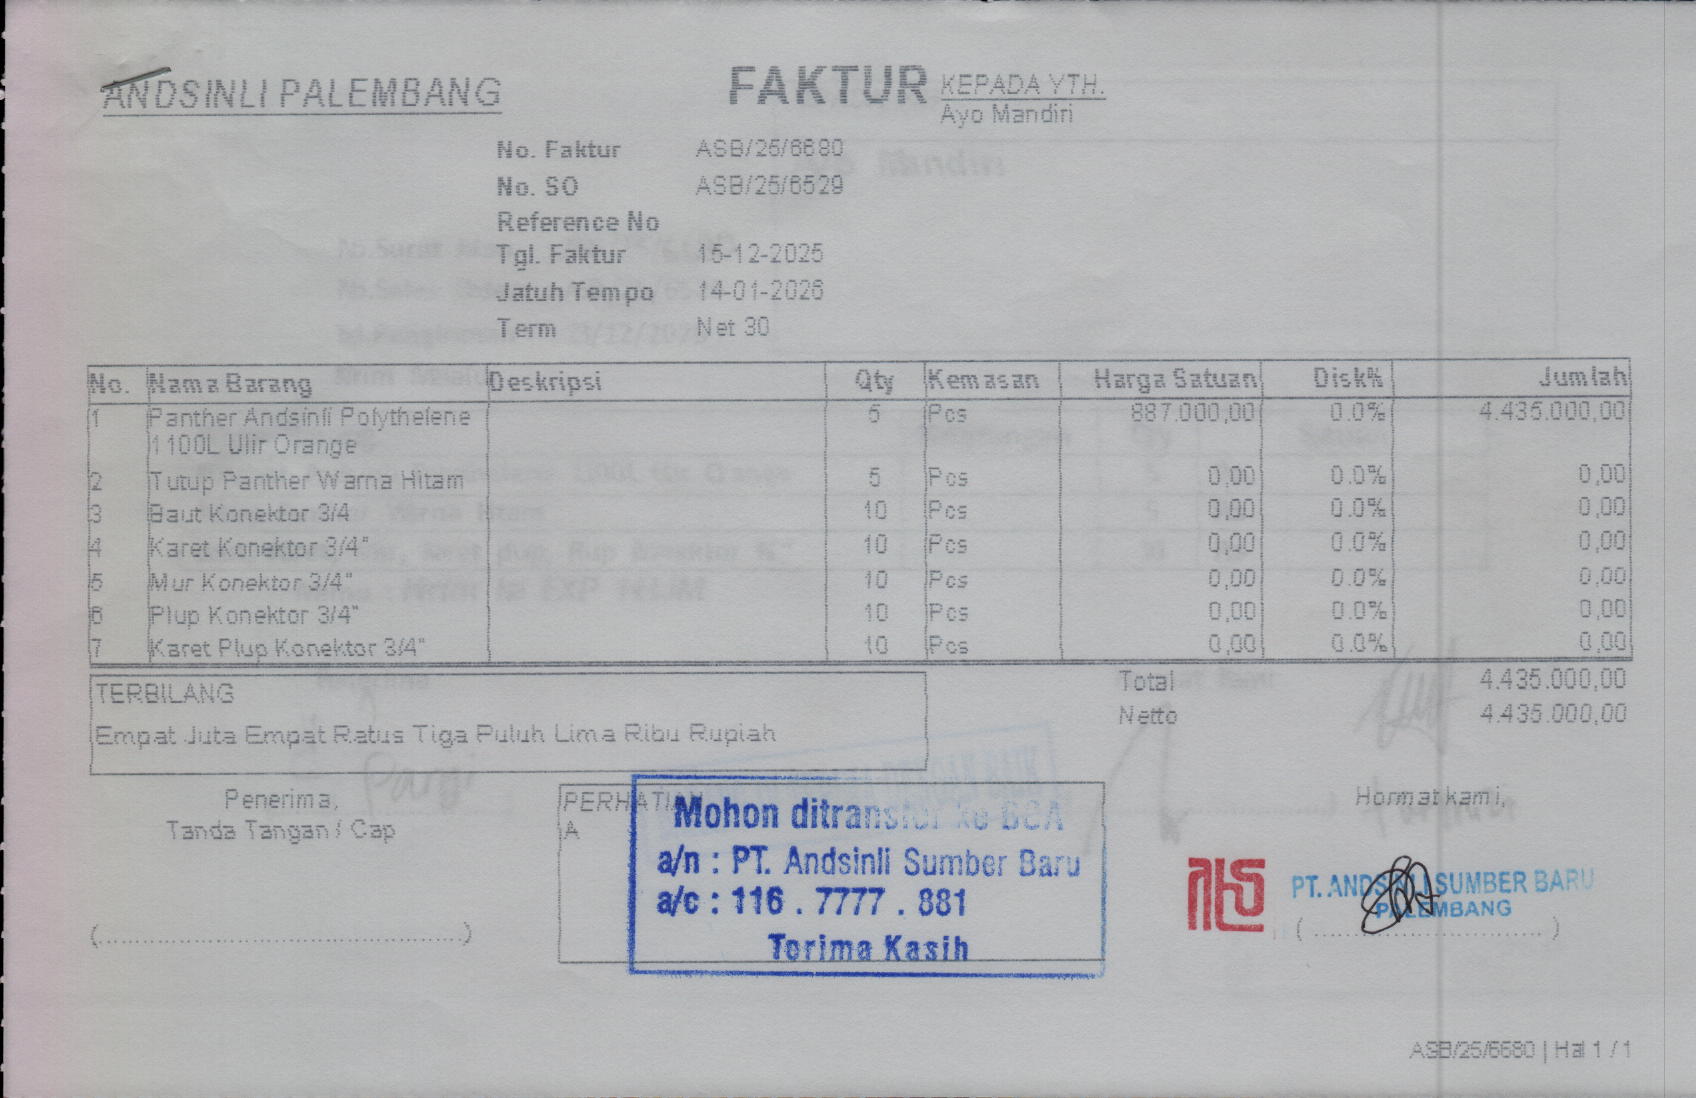 ANDSINLI PALEMBANG
FAKTUR
KEPADA YTH.
Ayo Mandiri
No. Faktur ASB/25/6680
No. SO ASB/25/6529
Reference No
Tgl. Faktur 15-12-2025
Jatuh Tempo 14-01-2026
Term Net 30
No. Nama Barang Deskripsi Qty Kemasan Harga Satuan Disk% Jumlah
1 Panther Andsinli Polythelene 5 Pcs 887.000,00 0.0% 4.435.000,00
1100L Ulir Orange
2 Tutup Panther Warna Hitam 5 Pcs 0,00 0.0% 0,00
3 Baut Konektor 3/4 10 Pcs 0,00 0.0% 0,00
4 Karet Konektor 3/4" 10 Pcs 0,00 0.0% 0,00
5 Mur Konektor 3/4" 10 Pcs 0,00 0.0% 0,00
6 Plup Konektor 3/4" 10 Pcs 0,00 0.0% 0,00
7 Karet Plup Konektor 3/4" 10 Pcs 0,00 0.0% 0,00
Total 4.435.000,00
Netto 4.435.000,00
TERBILANG
Empat Juta Empat Ratus Tiga Puluh Lima Ribu Rupiah
Penerima,
Tanda Tangan / Cap
(..........................................)
PERHATIAN
A
Mohon ditransfer ke BCA
a/n : PT. Andsinli Sumber Baru
a/c : 116 . 7777 . 881
Terima Kasih
Hormat kami,
PT. ANDSINLI SUMBER BARU
PALEMBANG
( .............................. )
ASB/25/6680 | Hal 1 / 1